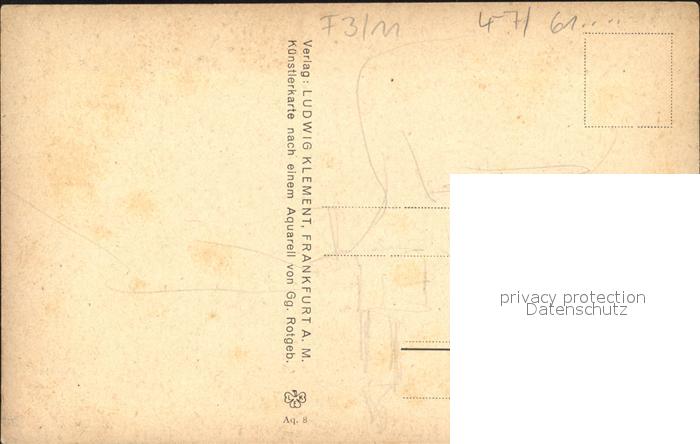 F3/11
47/ 61....
Verlag: LUDWIG KLEMENT, FRANKFURT A. M.
Künstlerkarte nach einem Aquarell von Gg. Rotgeb.
Aq. 8
privacy protection
Datenschutz